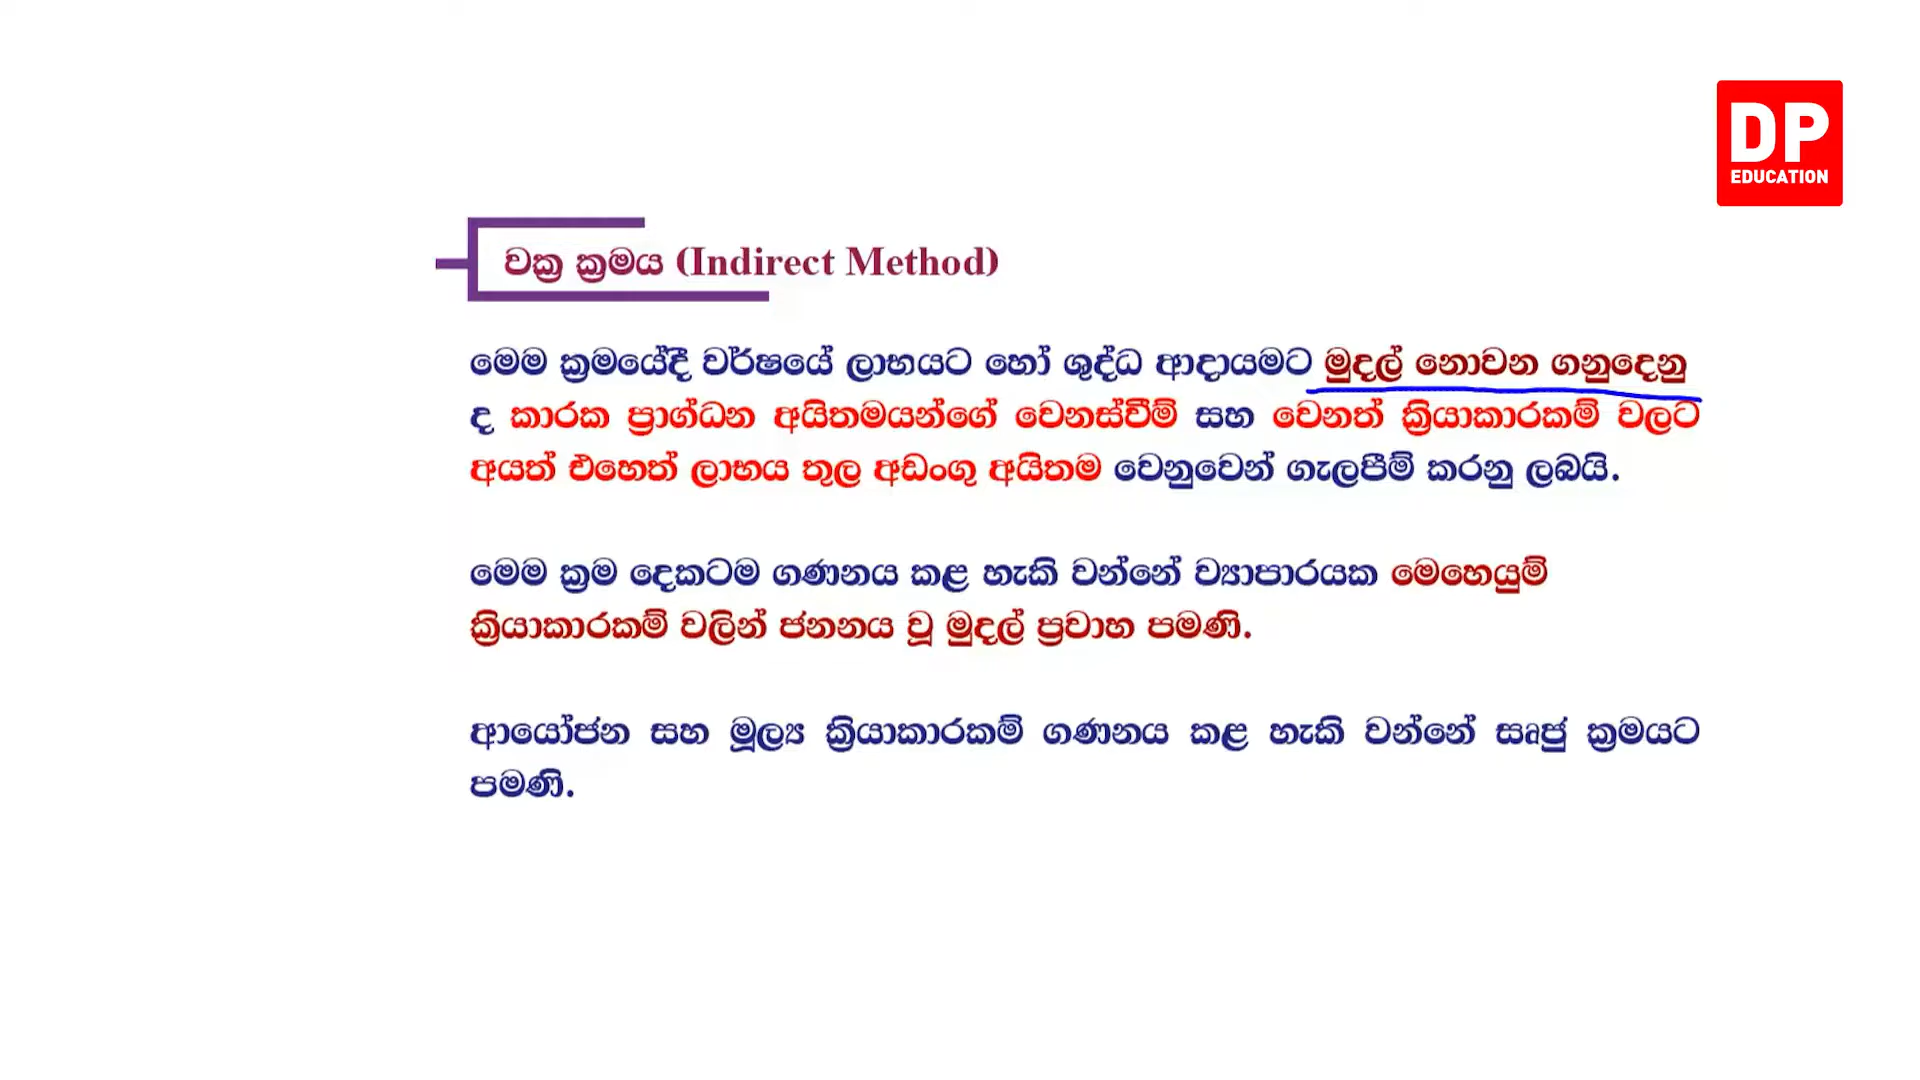 DP
EDUCATION
වක්‍ර ක්‍රමය (Indirect Method)
මෙම ක්‍රමයේදී වර්ෂයේ ලාභයට හෝ ශුද්ධ ආදායමට මුදල් නොවන ගනුදෙනු
ද කාරක ප්‍රාග්ධන අයිතමයන්ගේ වෙනස්වීම් සහ වෙනත් ක්‍රියාකාරකම් වලට
අයත් එහෙත් ලාභය තුල අඩංගු අයිතම වෙනුවෙන් ගැලපීම් කරනු ලබයි.
මෙම ක්‍රම දෙකටම ගණනය කළ හැකි වන්නේ ව්‍යාපාරයක මෙහෙයුම්
ක්‍රියාකාරකම් වලින් ජනනය වූ මුදල් ප්‍රවාහ පමණි.
ආයෝජන සහ මූල්‍ය ක්‍රියාකාරකම් ගණනය කළ හැකි වන්නේ සෘජු ක්‍රමයට
පමණි.